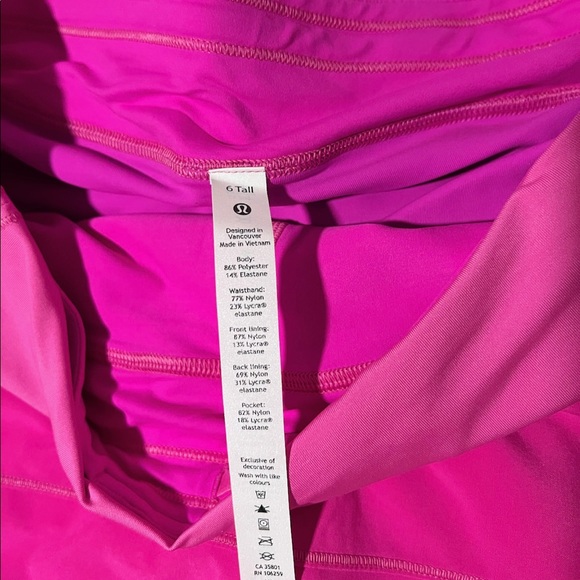 6 Tall
Designed in
Vancouver
Made in Vietnam
Body:
86% Polyester
14% Elastane
Waistband:
77% Nylon
23% Lycra®
elastane
Front lining:
87% Nylon
13% Lycra®
elastane
Back lining:
69% Nylon
31% Lycra®
elastane
Pocket:
82% Nylon
18% Lycra®
elastane
Exclusive of
decoration
Wash with like
colours
CA 35801
RN 106259